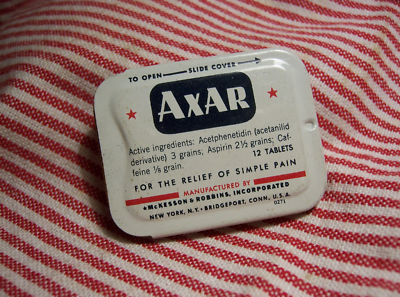 TO OPEN SLIDE COVER
AXAR
Active ingredients: Acetphenetidin (acetanilid
derivative) 3 grains; Aspirin 2½ grains; Caf-
feine ⅛ grain. 12 TABLETS
FOR THE RELIEF OF SIMPLE PAIN
MANUFACTURED BY
McKESSON & ROBBINS, INCORPORATED
NEW YORK, N.Y. • BRIDGEPORT, CONN., U.S.A.
0271